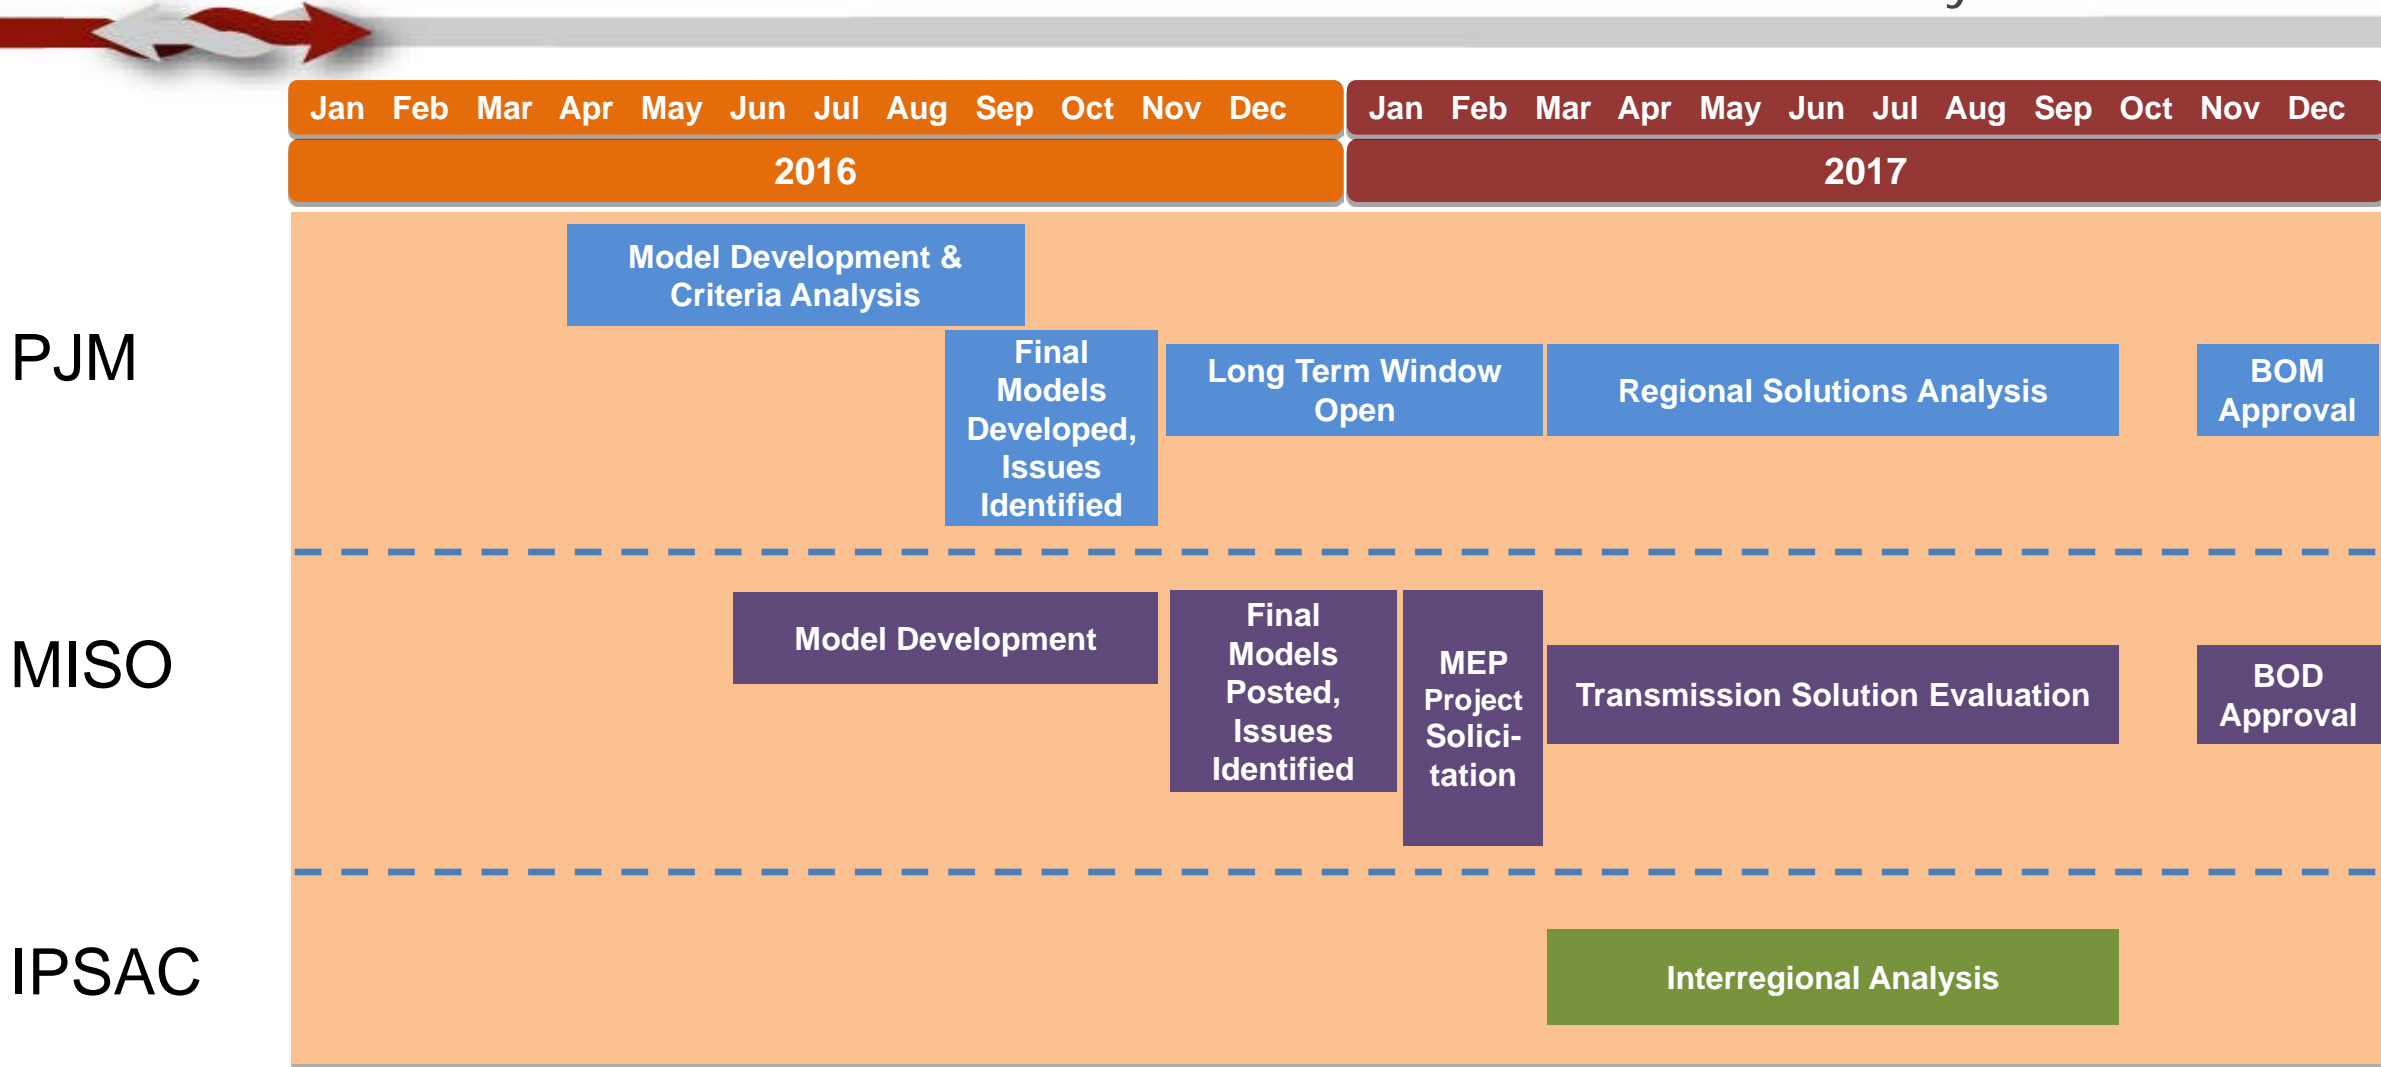 Jan Feb Mar Apr May Jun Jul Aug Sep Oct Nov Dec
Jan Feb Mar Apr May Jun Jul Aug Sep Oct Nov Dec
2016
2017
PJM
Model Development &
Criteria Analysis
Final
Models
Developed,
Issues
Identified
Long Term Window
Open
Regional Solutions Analysis
BOM
Approval
MISO
Model Development
Final
Models
Posted,
Issues
Identified
MEP
Project
Solici-
tation
Transmission Solution Evaluation
BOD
Approval
IPSAC
Interregional Analysis